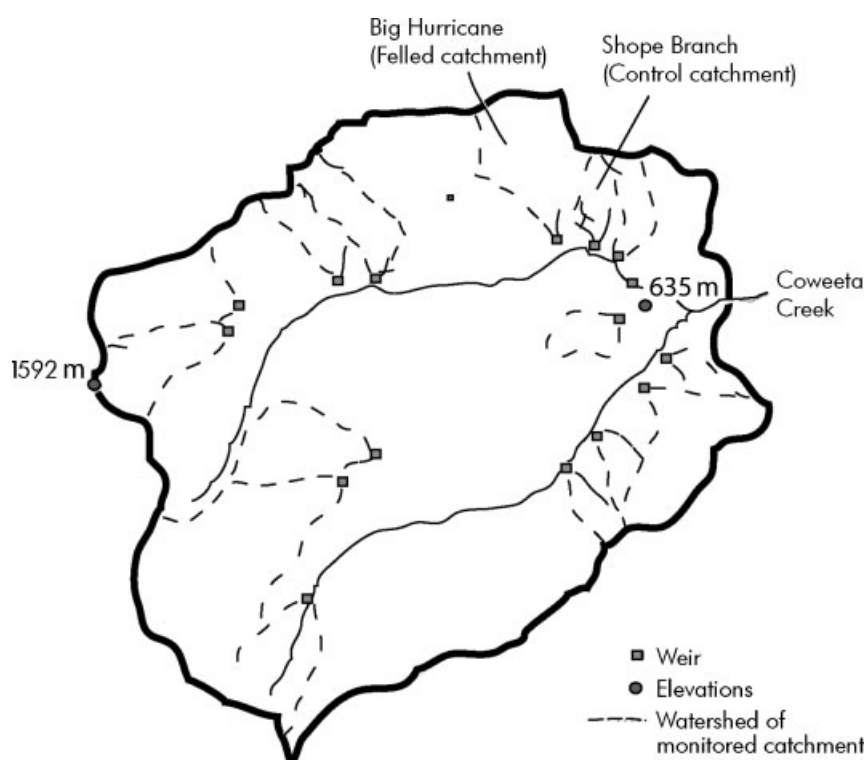 Big Hurricane
(Felled catchment)
Shope Branch
(Control catchment)
635 m
Coweeta
Creek
1592 m
Weir
Elevations
Watershed of
monitored catchment